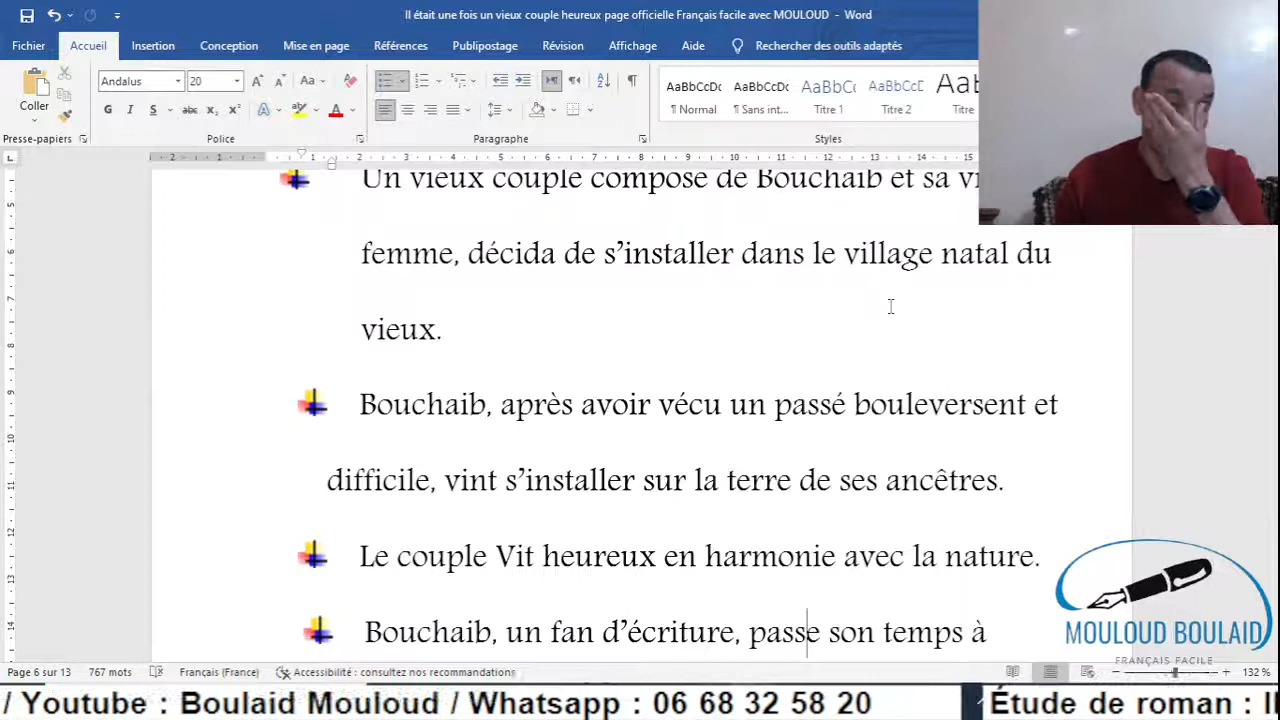 Il était une fois un vieux couple heureux page officielle Français facile avec MOULOUD - Word
Fichier Accueil Insertion Conception Mise en page Références Publipostage Révision Affichage Aide Rechercher des outils adaptés
Coller
Andalus 20
AaBbCcDc AaBbCcDc AaBbCc AaBbCcD AaB
¶ Normal ¶ Sans int... Titre 1 Titre 2 Titre
Presse-papiers Police Paragraphe Styles
Un vieux couple composé de Bouchaib et sa
femme, décida de s’installer dans le village natal du
vieux.
Bouchaib, après avoir vécu un passé bouleversent et
difficile, vint s’installer sur la terre de ses ancêtres.
Le couple Vit heureux en harmonie avec la nature.
Bouchaib, un fan d’écriture, passe son temps à
MOULOUD BOULAID
FRANÇAIS FACILE
Page 6 sur 13 767 mots Français (France) Accessibilité : consultez nos recommandations 132 %
/ Youtube : Boulaid Mouloud / Whatsapp : 06 68 32 58 20 Étude de roman :